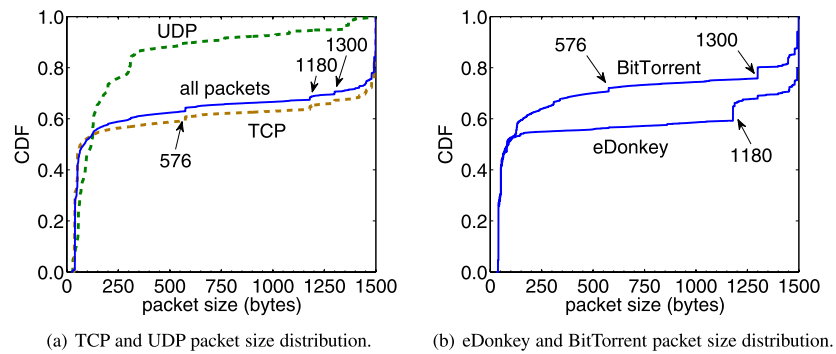 1.0
0.8
0.6
0.4
0.2
0.0
CDF
UDP
all packets
1180
1300
TCP
576
0 250 500 750 1000 1250 1500
packet size (bytes)
(a) TCP and UDP packet size distribution.
1.0
0.8
0.6
0.4
0.2
0.0
CDF
576
1300
BitTorrent
eDonkey
1180
0 250 500 750 1000 1250 1500
packet size (bytes)
(b) eDonkey and BitTorrent packet size distribution.